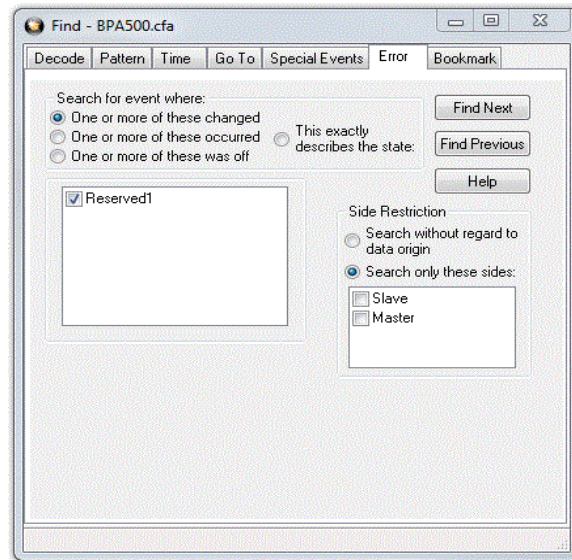 Find - BPA500.cfa
Decode Pattern Time Go To Special Events Error Bookmark
Search for event where:
One or more of these changed
One or more of these occurred
One or more of these was off
This exactly
describes the state:
Find Next
Find Previous
Help
Reserved1
Side Restriction
Search without regard to
data origin
Search only these sides:
Slave
Master